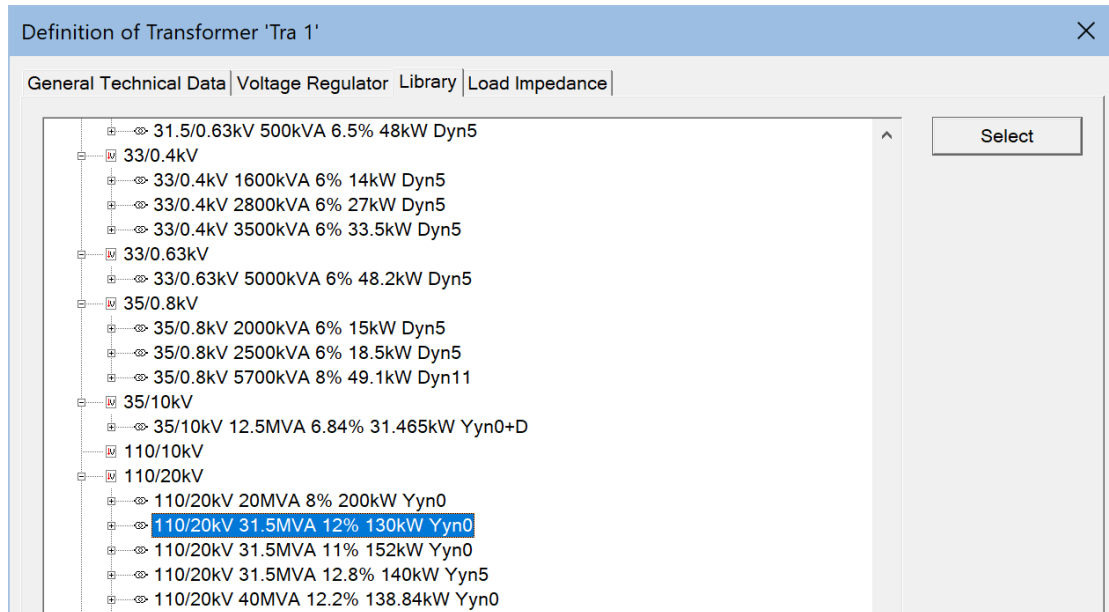 Definition of Transformer 'Tra 1'
General Technical Data Voltage Regulator Library Load Impedance
31.5/0.63kV 500kVA 6.5% 48kW Dyn5
Select
33/0.4kV
33/0.4kV 1600kVA 6% 14kW Dyn5
33/0.4kV 2800kVA 6% 27kW Dyn5
33/0.4kV 3500kVA 6% 33.5kW Dyn5
33/0.63kV
33/0.63kV 5000kVA 6% 48.2kW Dyn5
35/0.8kV
35/0.8kV 2000kVA 6% 15kW Dyn5
35/0.8kV 2500kVA 6% 18.5kW Dyn5
35/0.8kV 5700kVA 8% 49.1kW Dyn11
35/10kV
35/10kV 12.5MVA 6.84% 31.465kW Yyn0+D
110/10kV
110/20kV
110/20kV 20MVA 8% 200kW Yyn0
110/20kV 31.5MVA 12% 130kW Yyn0
110/20kV 31.5MVA 11% 152kW Yyn0
110/20kV 31.5MVA 12.8% 140kW Yyn5
110/20kV 40MVA 12.2% 138.84kW Yyn0